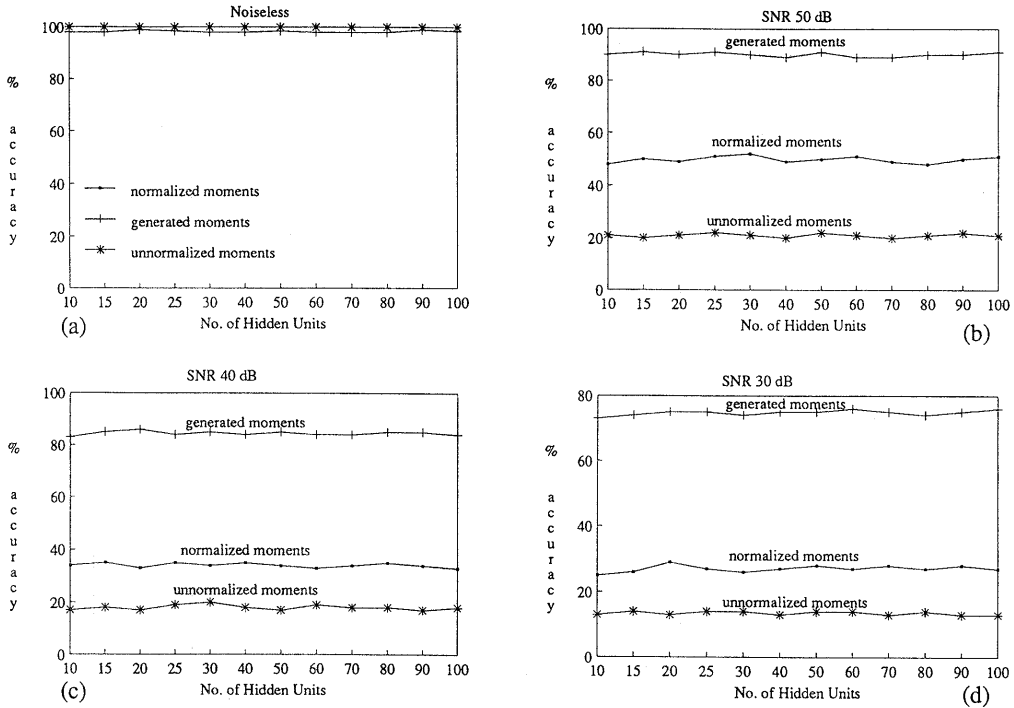 Noiseless
100
80
60
40
20
0
% accuracy
normalized moments
generated moments
unnormalized moments
10 15 20 25 30 40 50 60 70 80 90 100
No. of Hidden Units
(a)
SNR 50 dB
100
80
60
40
20
0
% accuracy
generated moments
normalized moments
unnormalized moments
10 15 20 25 30 40 50 60 70 80 90 100
No. of Hidden Units
(b)
SNR 40 dB
100
80
60
40
20
0
% accuracy
generated moments
normalized moments
unnormalized moments
10 15 20 25 30 40 50 60 70 80 90 100
No. of Hidden Units
(c)
SNR 30 dB
80
60
40
20
0
% accuracy
generated moments
normalized moments
unnormalized moments
10 15 20 25 30 40 50 60 70 80 90 100
No. of Hidden Units
(d)